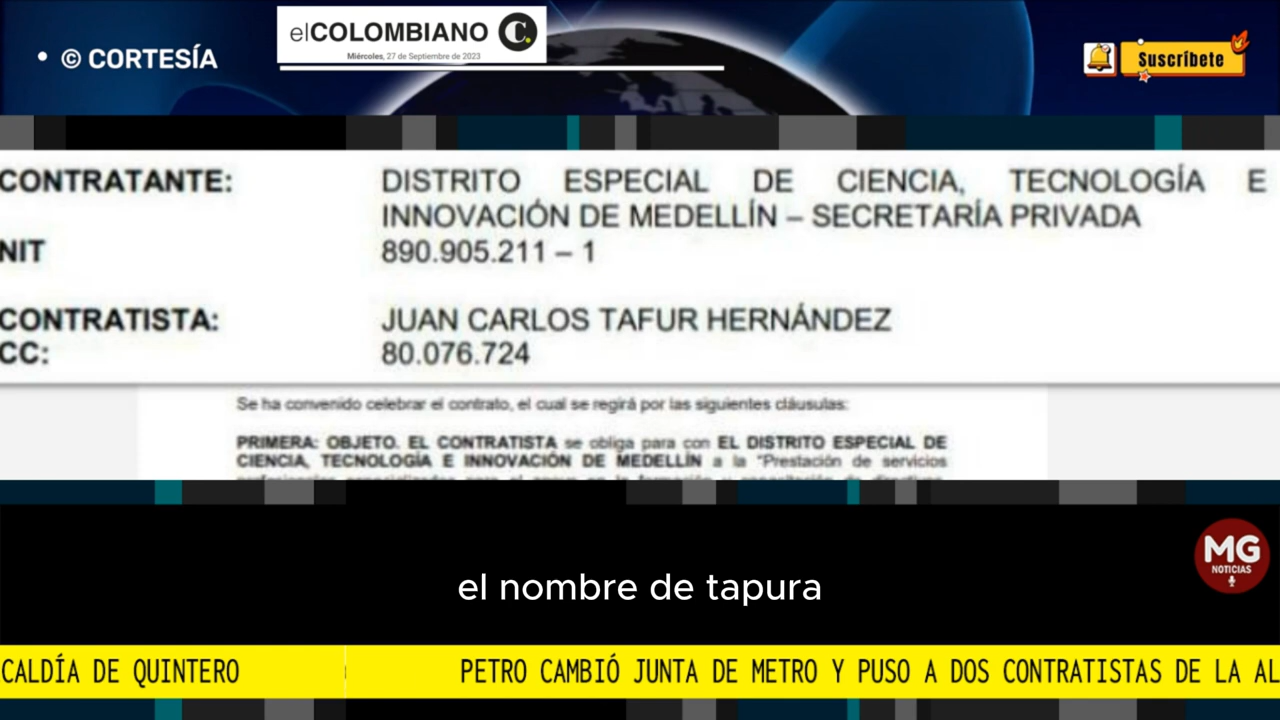 • © CORTESÍA
elCOLOMBIANO C.
Miércoles, 27 de Septiembre de 2023
Suscríbete
CONTRATANTE: DISTRITO ESPECIAL DE CIENCIA, TECNOLOGÍA E
INNOVACIÓN DE MEDELLÍN – SECRETARÍA PRIVADA
NIT 890.905.211 – 1
CONTRATISTA: JUAN CARLOS TAFUR HERNÁNDEZ
CC: 80.076.724
Se ha convenido celebrar el contrato, el cual se regirá por las siguientes cláusulas:
PRIMERA: OBJETO. EL CONTRATISTA se obliga para con EL DISTRITO ESPECIAL DE
CIENCIA, TECNOLOGÍA E INNOVACIÓN DE MEDELLÍN a la "Prestación de servicios
MG
NOTICIAS
el nombre de tapura
CALDÍA DE QUINTERO PETRO CAMBIÓ JUNTA DE METRO Y PUSO A DOS CONTRATISTAS DE LA AL